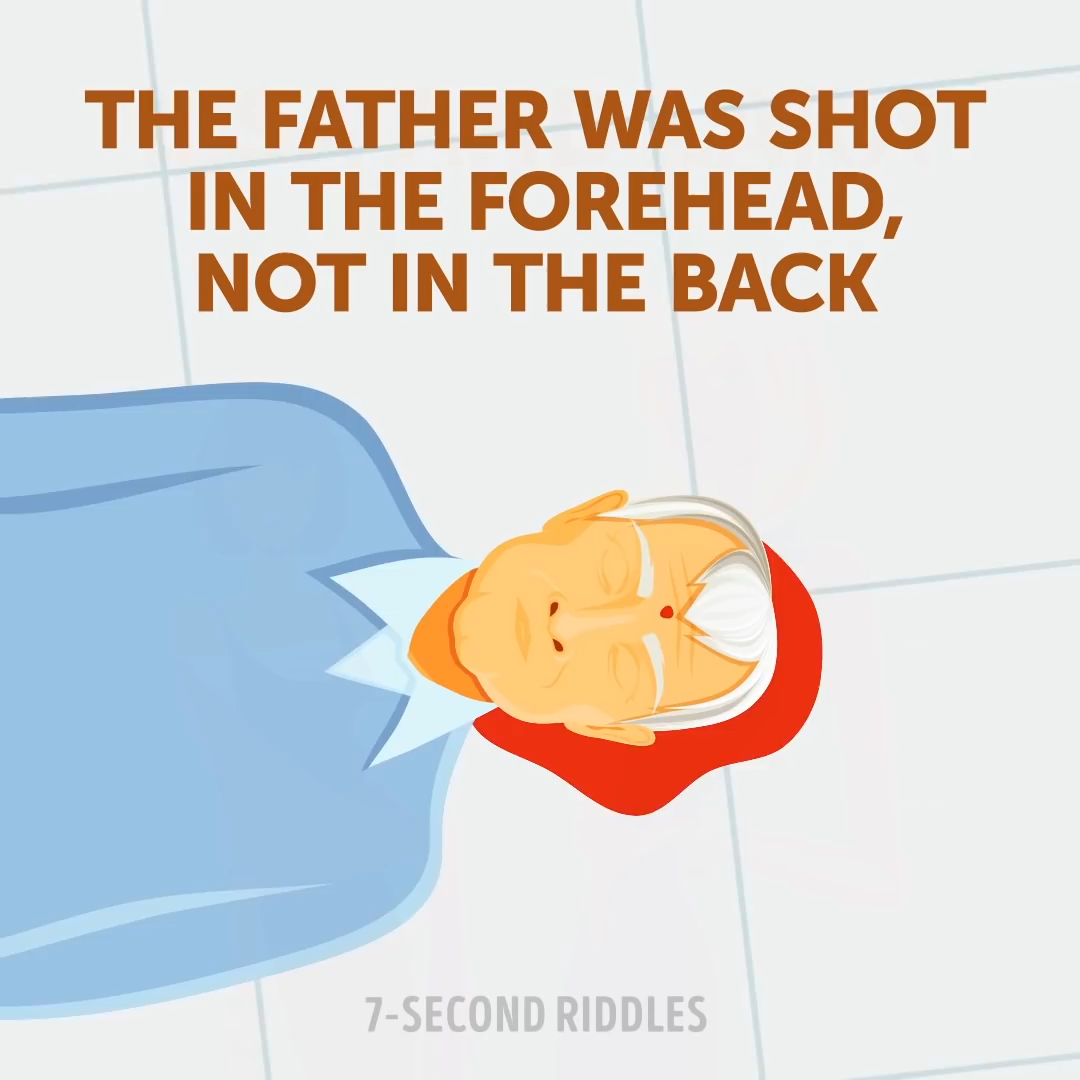 THE FATHER WAS SHOT
IN THE FOREHEAD,
NOT IN THE BACK
7-SECOND RIDDLES